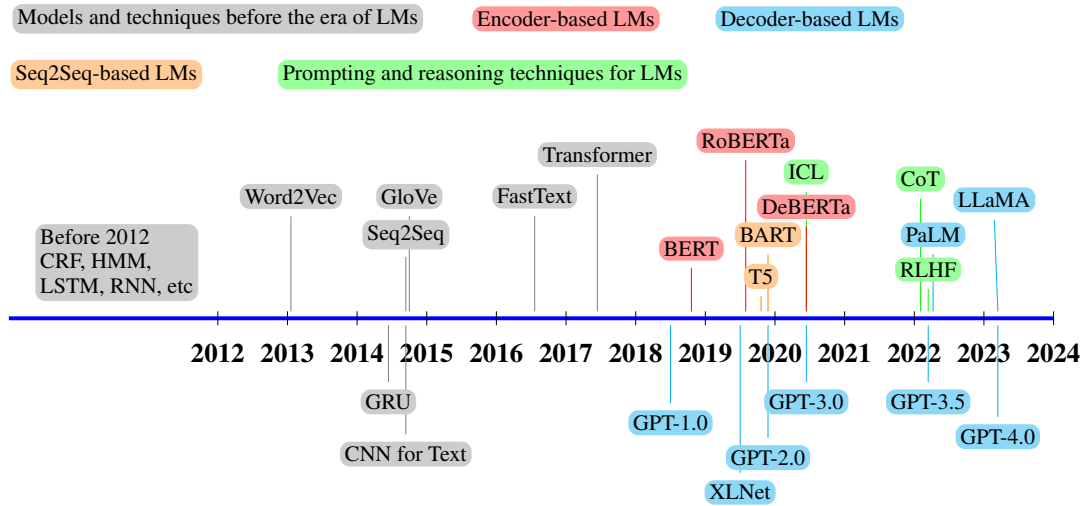 Models and techniques before the era of LMs
Encoder-based LMs
Decoder-based LMs
Seq2Seq-based LMs
Prompting and reasoning techniques for LMs
RoBERTa
Transformer
ICL
CoT
Word2Vec
GloVe
FastText
DeBERTa
LLaMA
Before 2012
CRF, HMM,
LSTM, RNN, etc
Seq2Seq
BERT
BART
PaLM
T5
RLHF
2012
2013
2014
2015
2016
2017
2018
2019
2020
2021
2022
2023
2024
GRU
GPT-1.0
GPT-3.0
GPT-3.5
GPT-4.0
CNN for Text
GPT-2.0
XLNet